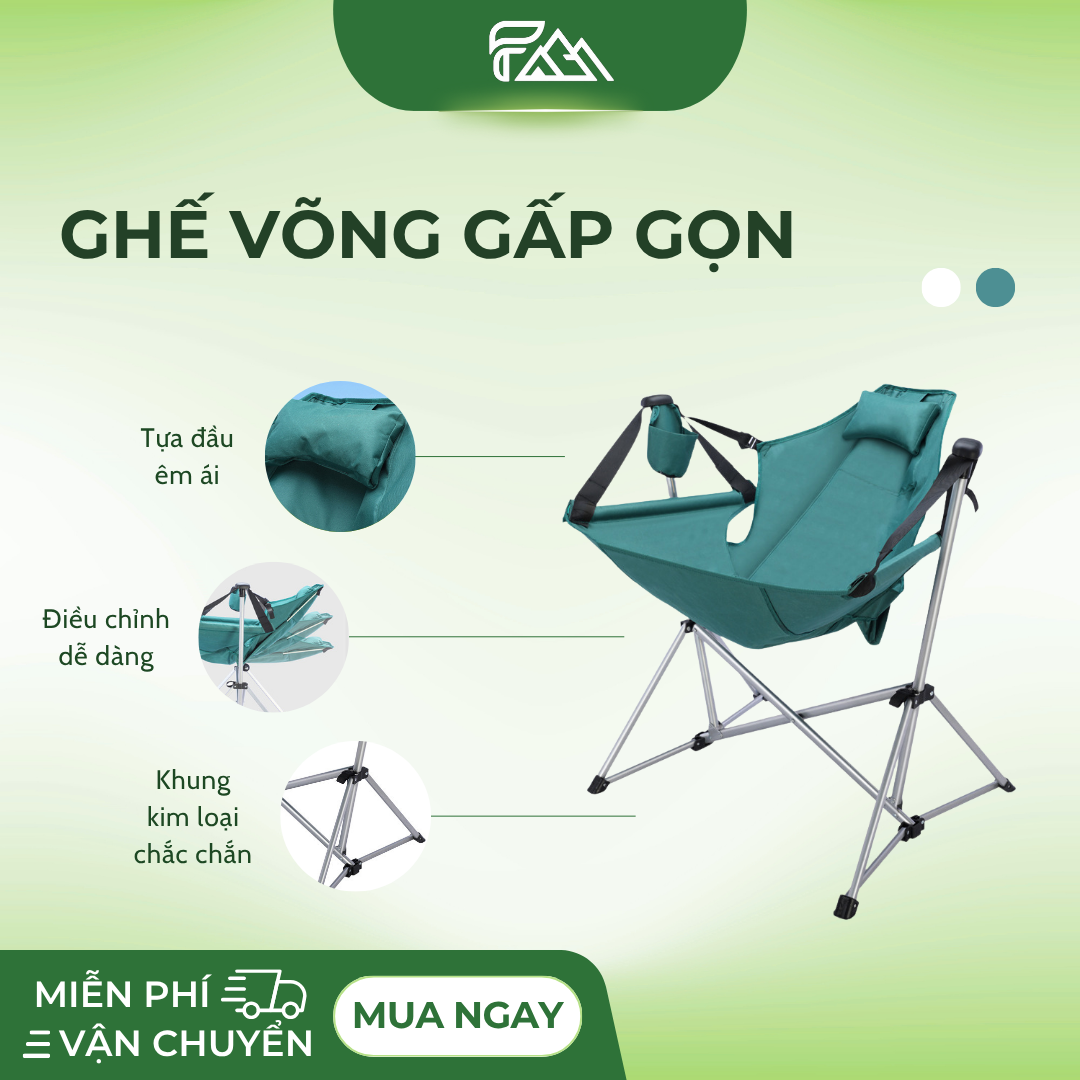 GHẾ VÕNG GẤP GỌN
Tựa đầu
êm ái
Điều chỉnh
dễ dàng
Khung
kim loại
chắc chắn
MIỄN PHÍ
VẬN CHUYỂN
MUA NGAY